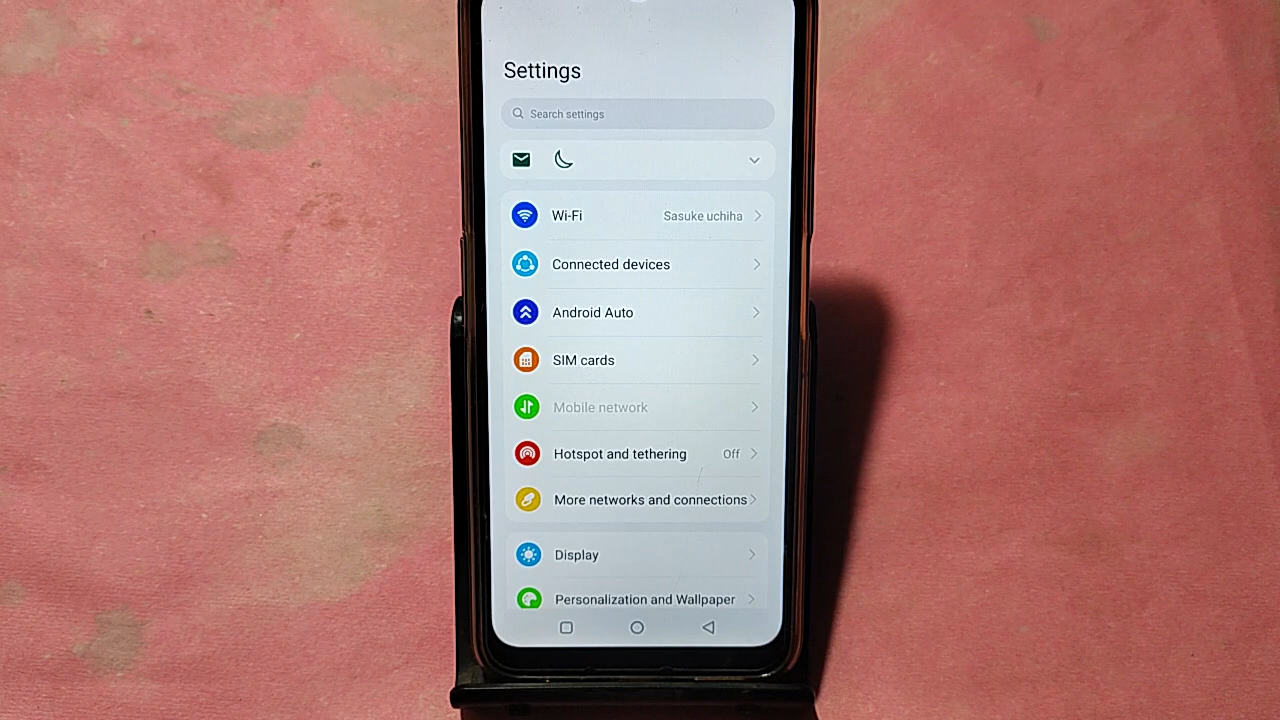 Settings
Search settings
Wi-Fi Sasuke uchiha
Connected devices
Android Auto
SIM cards
Mobile network
Hotspot and tethering Off
More networks and connections
Display
Personalization and Wallpaper